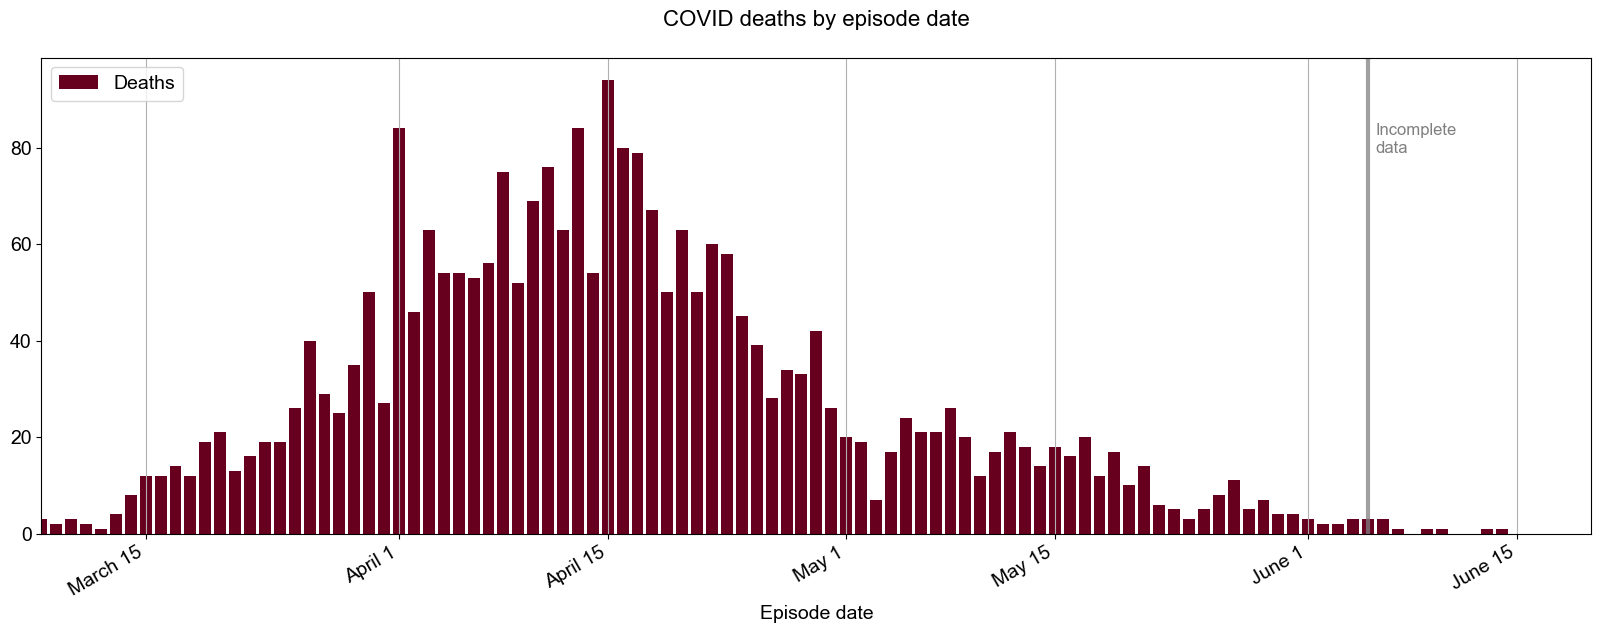 COVID deaths by episode date
Deaths
Incomplete
data
80
60
40
20
0
March 15
April 1
April 15
May 1
May 15
June 1
June 15
Episode date